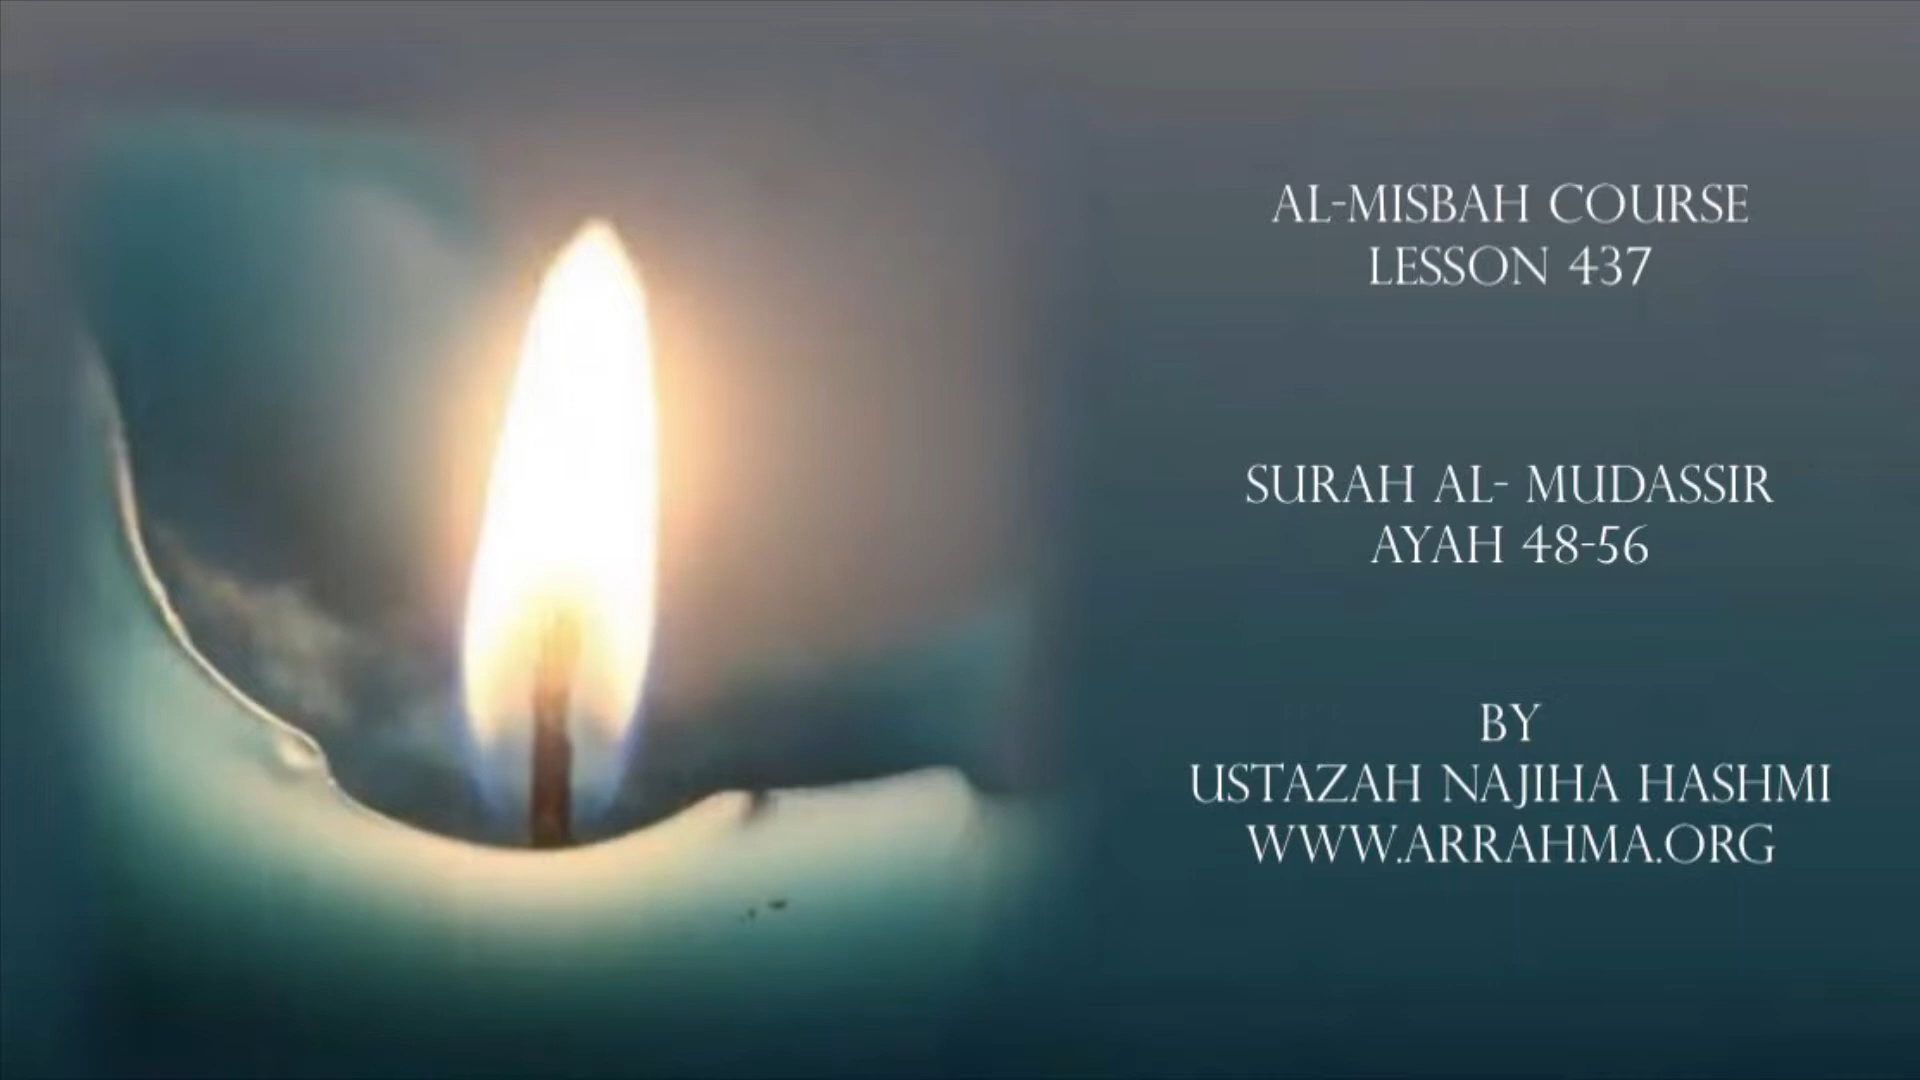 AL-MISBAH COURSE
LESSON 437
SURAH AL- MUDASSIR
AYAH 48-56
BY
USTAZAH NAJIHA HASHMI
WWW.ARRAHMA.ORG